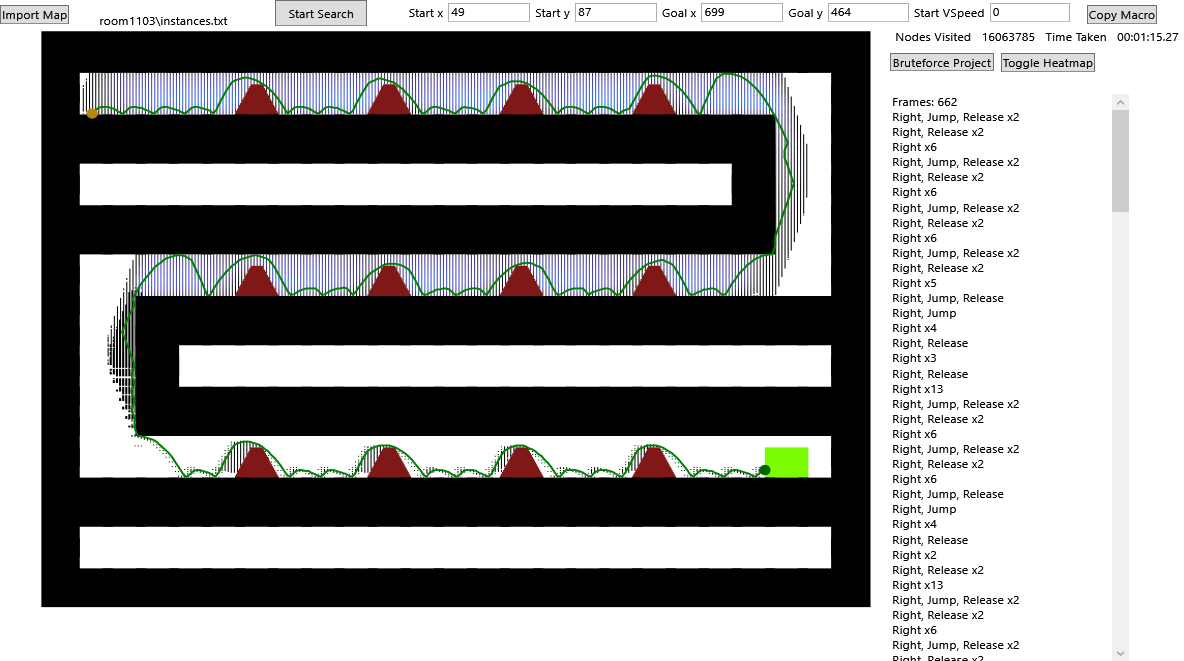 Import Map
room1103\instances.txt
Start Search
Start x 49 Start y 87 Goal x 699 Goal y 464 Start VSpeed 0
Copy Macro
Nodes Visited 16063785 Time Taken 00:01:15.27
Bruteforce Project Toggle Heatmap
Frames: 662
Right, Jump, Release x2
Right, Release x2
Right x6
Right, Jump, Release x2
Right, Release x2
Right x6
Right, Jump, Release x2
Right, Release x2
Right x6
Right, Jump, Release x2
Right, Release x2
Right x5
Right, Jump, Release
Right, Jump
Right x4
Right, Release
Right x3
Right, Release
Right x13
Right, Jump, Release x2
Right, Release x2
Right x6
Right, Jump, Release x2
Right, Release x2
Right x6
Right, Jump, Release
Right, Jump
Right x4
Right, Release
Right x2
Right, Release x2
Right x13
Right, Jump, Release x2
Right, Release x2
Right x6
Right, Jump, Release x2
Right, Release x2